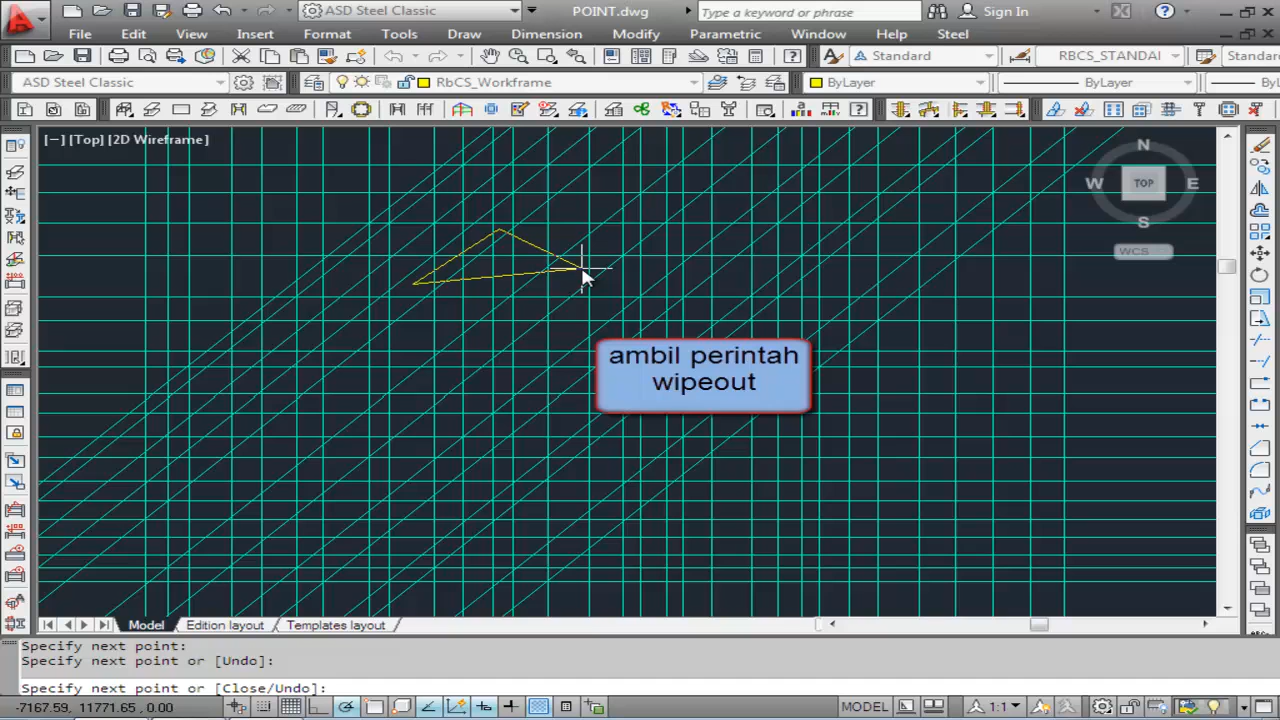 ASD Steel Classic
POINT.dwg
Type a keyword or phrase
Sign In
File Edit View Insert Format Tools Draw Dimension Modify Parametric Window Help Steel
Standard
RBCS_STANDAI
Standar
ASD Steel Classic
RbCS_Workframe
ByLayer
ByLayer
ByL
[−] [Top] [2D Wireframe]
N
W
TOP
E
S
WCS
ambil perintah
wipeout
Model
Edition layout
Templates layout
Specify next point:
Specify next point or [Undo]:
Specify next point or [Close/Undo]:
-7167.59, 11771.65, 0.00
MODEL
1:1